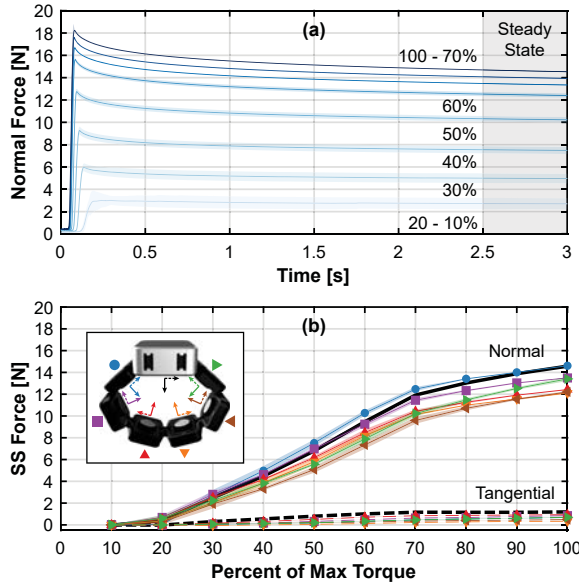 (a)
Steady
State
100 - 70%
60%
50%
40%
30%
20 - 10%
Normal Force [N]
20
18
16
14
12
10
8
6
4
2
0
0 0.5 1 1.5 2 2.5 3
Time [s]
(b)
Normal
Tangential
SS Force [N]
20
18
16
14
12
10
8
6
4
2
0
0 10 20 30 40 50 60 70 80 90 100
Percent of Max Torque